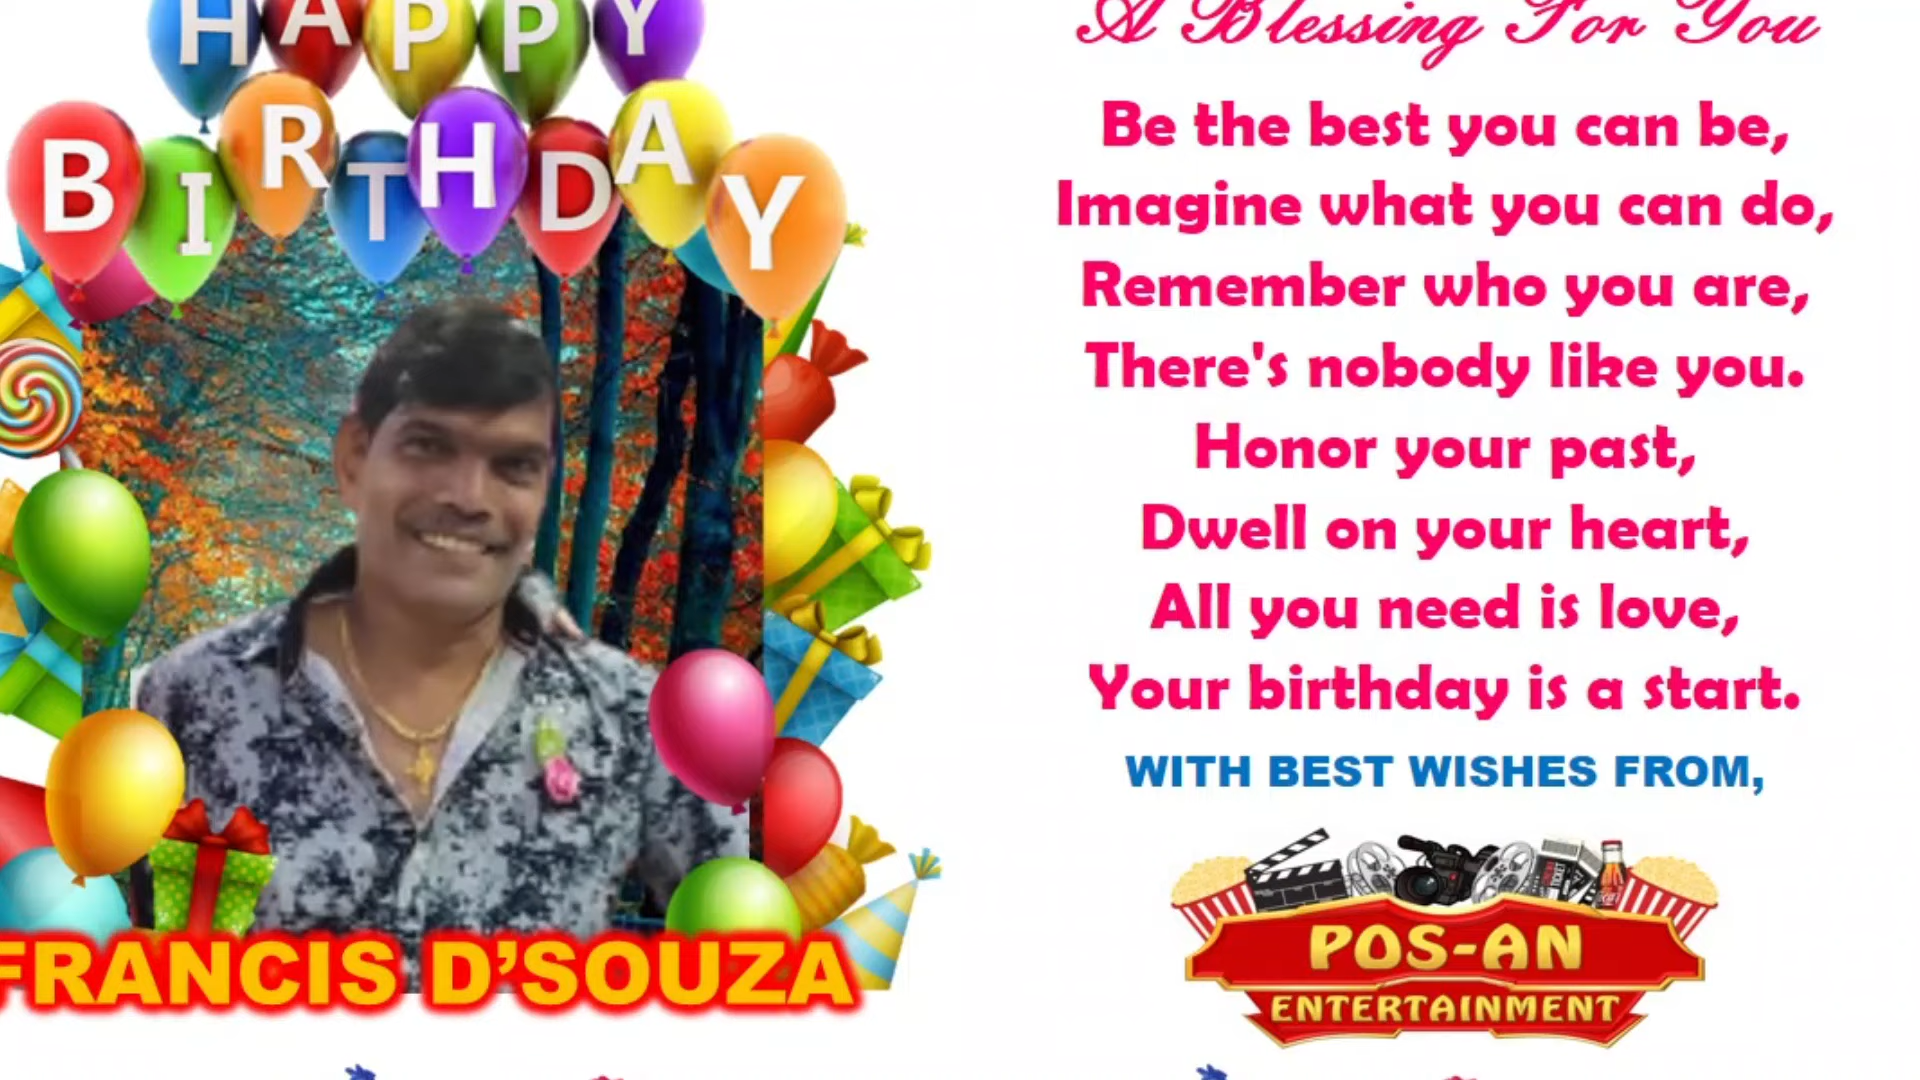 HAPPY
BIRTHDAY
FRANCIS D’SOUZA
A Blessing For You
Be the best you can be,
Imagine what you can do,
Remember who you are,
There's nobody like you.
Honor your past,
Dwell on your heart,
All you need is love,
Your birthday is a start.
WITH BEST WISHES FROM,
POS-AN
ENTERTAINMENT